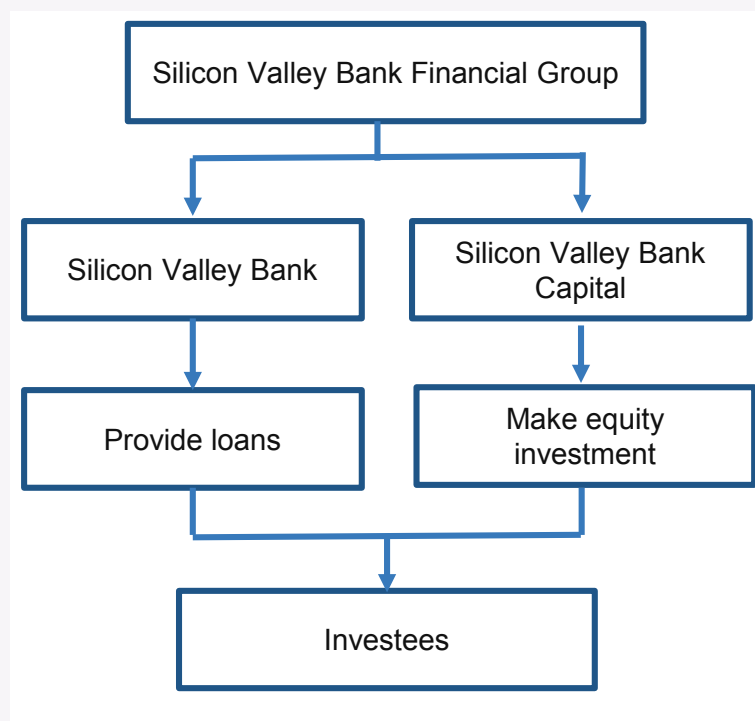 Silicon Valley Bank Financial Group
Silicon Valley Bank
Silicon Valley Bank
Capital
Provide loans
Make equity
investment
Investees